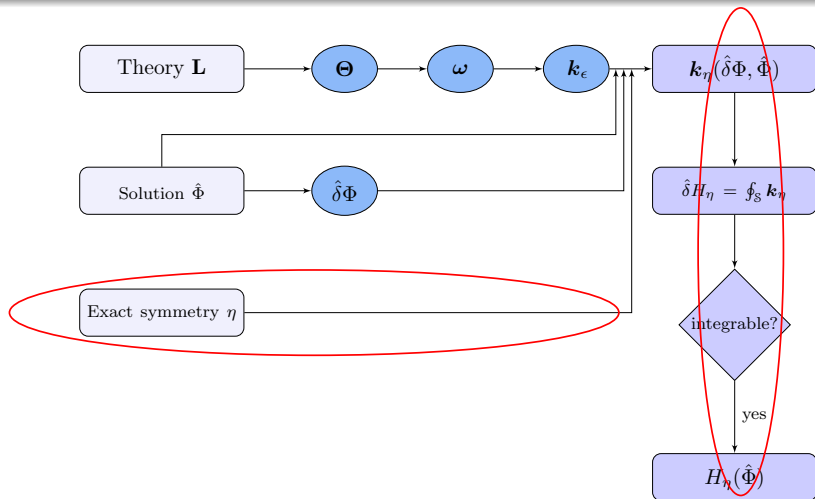 Theory L
Θ
ω
k_ϵ
k_η(δ̂Φ, Φ̂)
Solution Φ̂
δ̂Φ
δ̂H_η = ∮_𝒮 k_η
Exact symmetry η
integrable?
yes
H_η(Φ̂)